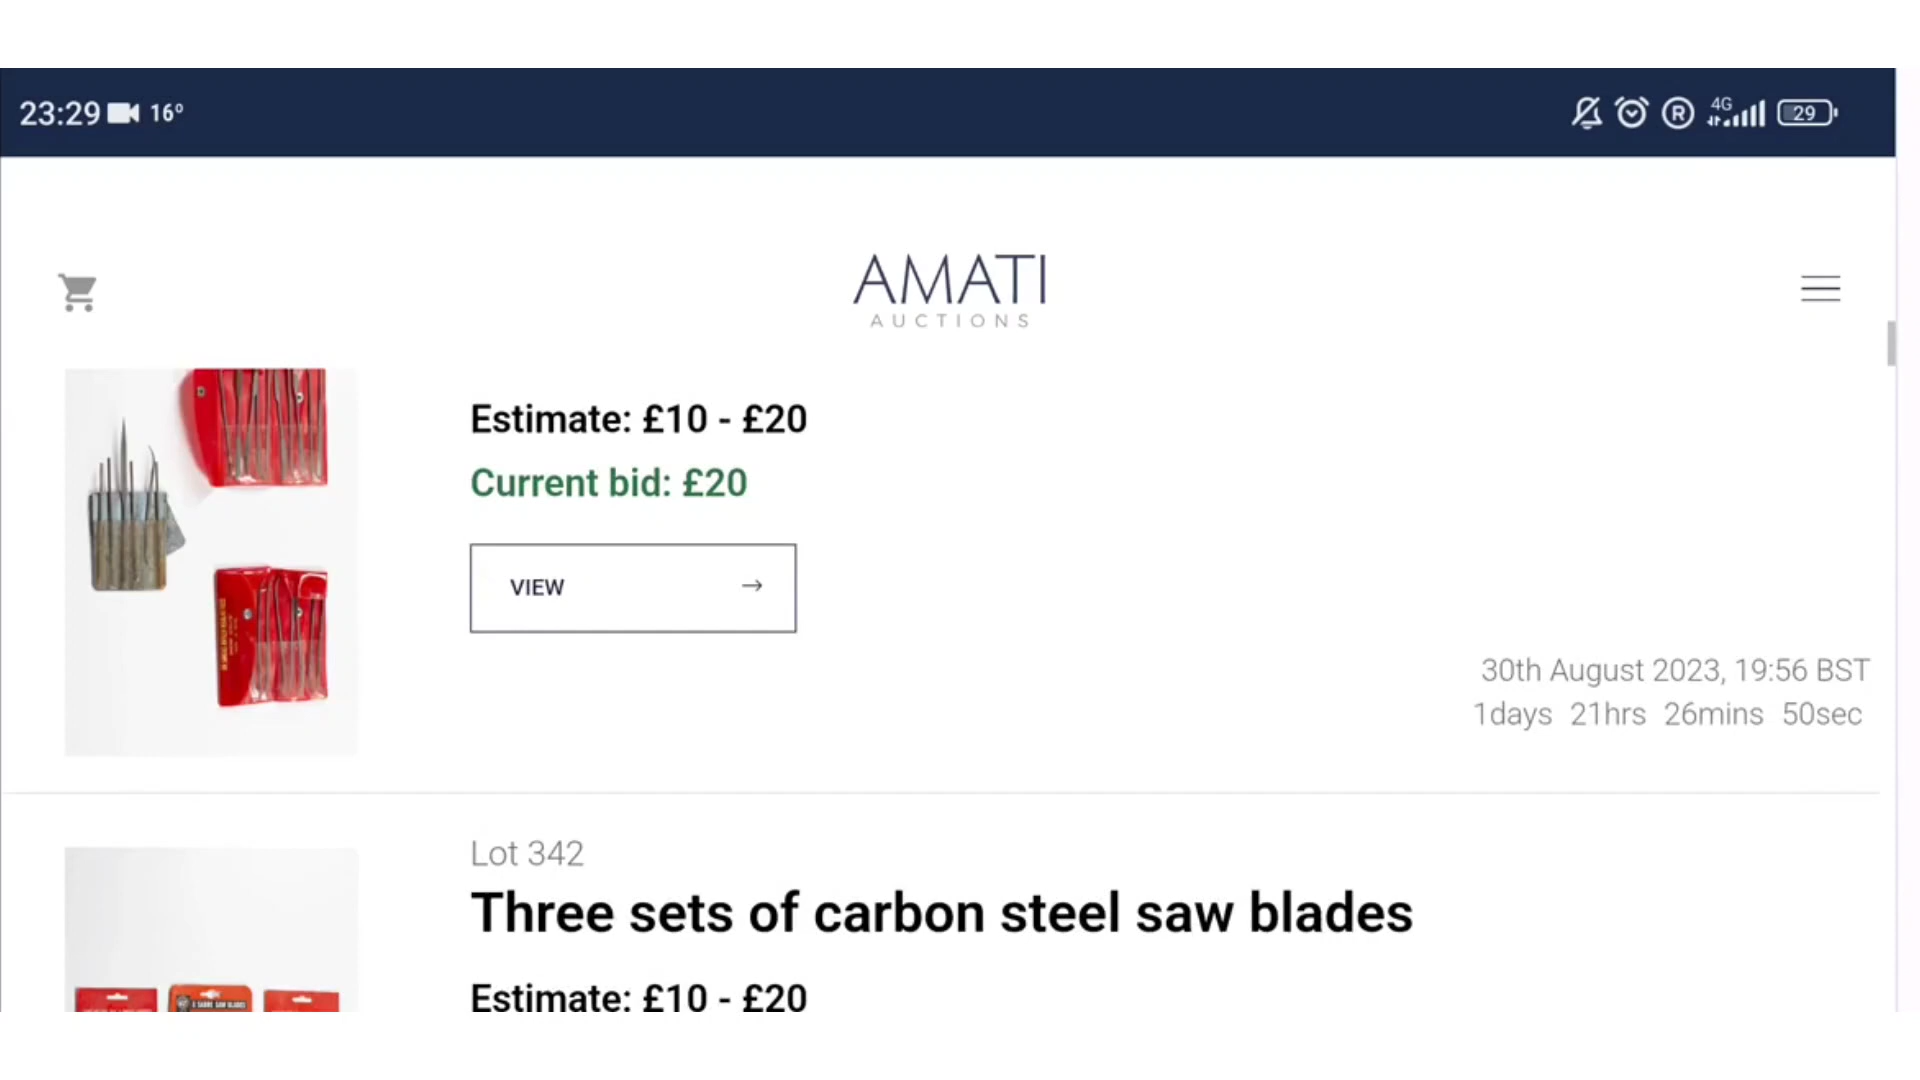 23:29 16°
4G 29
AMATI
AUCTIONS
Estimate: £10 - £20
Current bid: £20
VIEW →
30th August 2023, 19:56 BST
1days 21hrs 26mins 50sec
Lot 342
Three sets of carbon steel saw blades
Estimate: £10 - £20